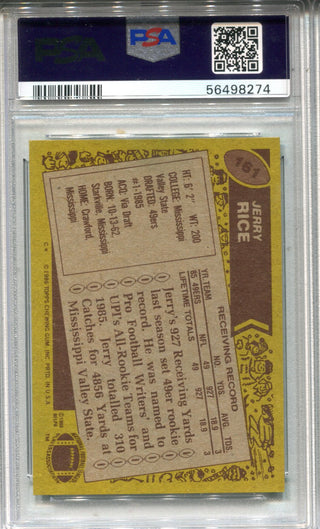 PSA
PSA
56498274
161
JERRY
RICE
HT: 6' 2" WT: 200
COLLEGE: Mississippi
Valley State
DRAFTED: 49ers
#1-1985
ACQ: Via Draft
BORN: 10-13-62,
Starkville, Mississippi
HOME: Crawford,
Mississippi
RECEIVING RECORD
YR. TEAM NO. YARDS AVG. TDS.
85 49ERS NFL 49 927 18.9 3
LIFETIME TOTALS 49 927 18.9 3
Jerry's 927 Receiving Yards
last season set 49er rookie
record. He was named to
Pro Football Writers' and
UPI's All-Rookie Teams for
1985. Jerry totalled 310
Catches for 4856 Yards at
Mississippi Valley State.
© 1986 TOPPS CHEWING GUM, INC. PRTD. IN U.S.A.